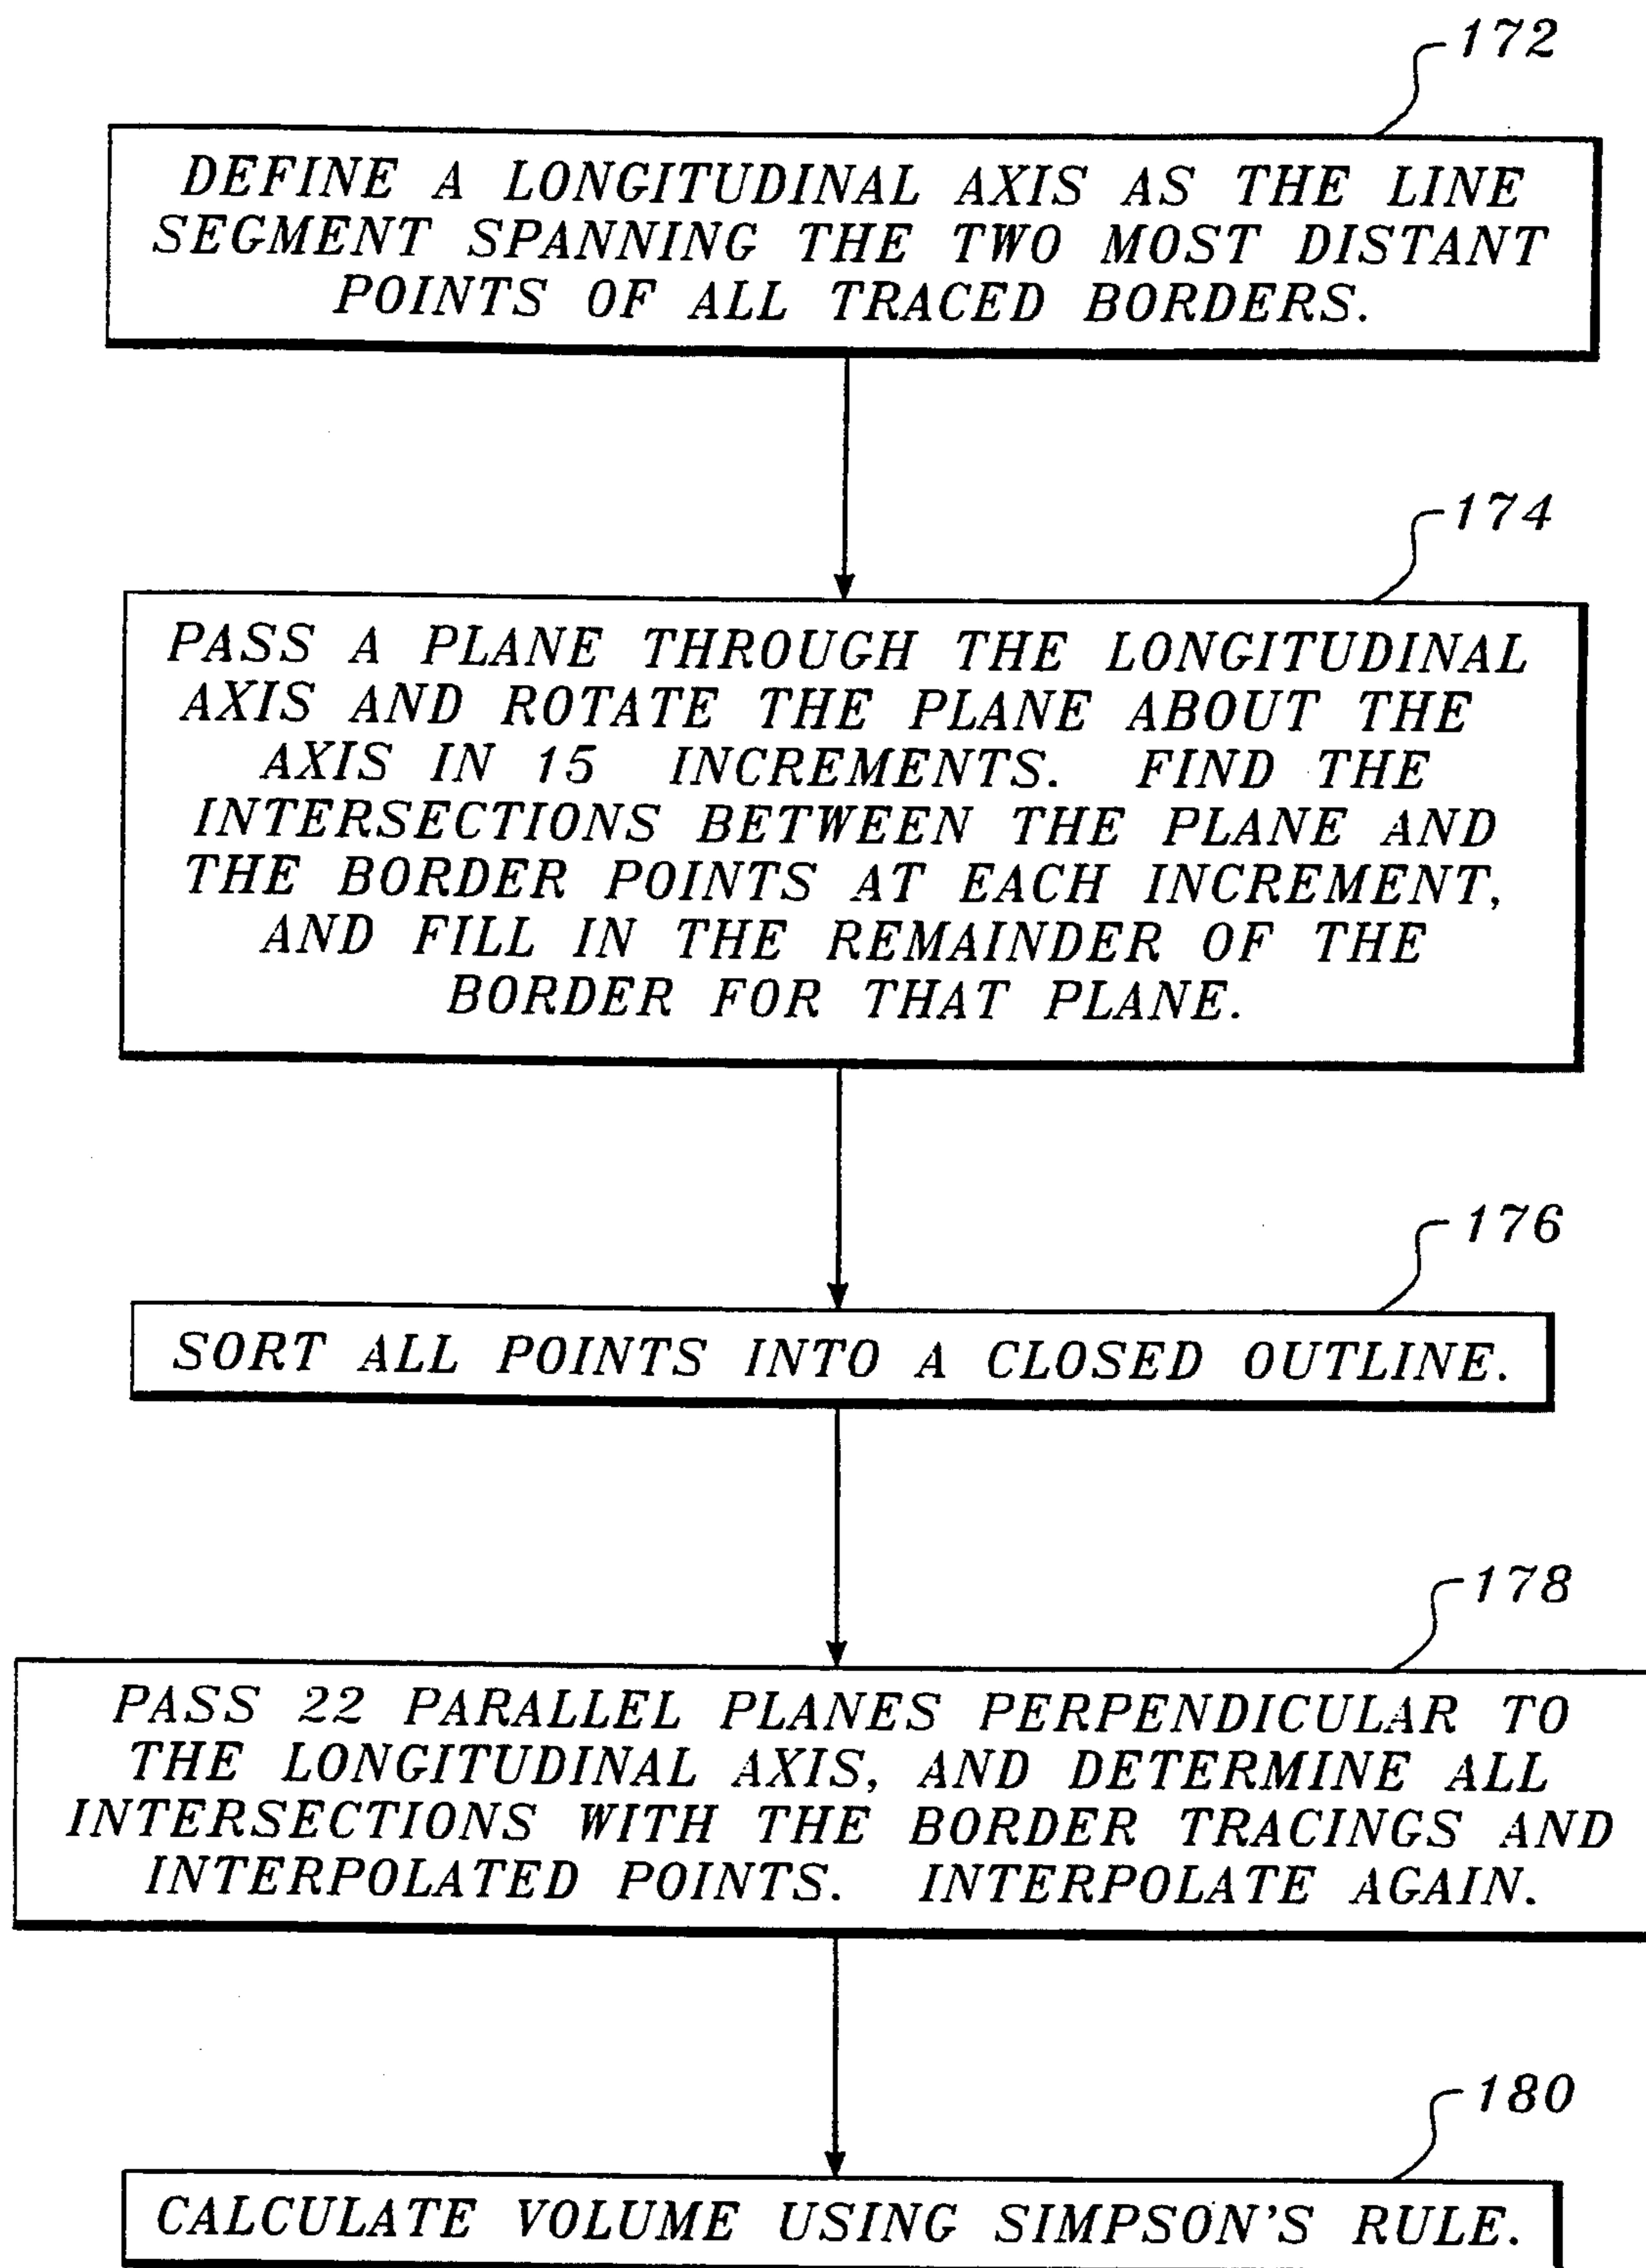 172
DEFINE A LONGITUDINAL AXIS AS THE LINE
SEGMENT SPANNING THE TWO MOST DISTANT
POINTS OF ALL TRACED BORDERS.
174
PASS A PLANE THROUGH THE LONGITUDINAL
AXIS AND ROTATE THE PLANE ABOUT THE
AXIS IN 15 INCREMENTS. FIND THE
INTERSECTIONS BETWEEN THE PLANE AND
THE BORDER POINTS AT EACH INCREMENT,
AND FILL IN THE REMAINDER OF THE
BORDER FOR THAT PLANE.
176
SORT ALL POINTS INTO A CLOSED OUTLINE.
178
PASS 22 PARALLEL PLANES PERPENDICULAR TO
THE LONGITUDINAL AXIS, AND DETERMINE ALL
INTERSECTIONS WITH THE BORDER TRACINGS AND
INTERPOLATED POINTS. INTERPOLATE AGAIN.
180
CALCULATE VOLUME USING SIMPSON'S RULE.